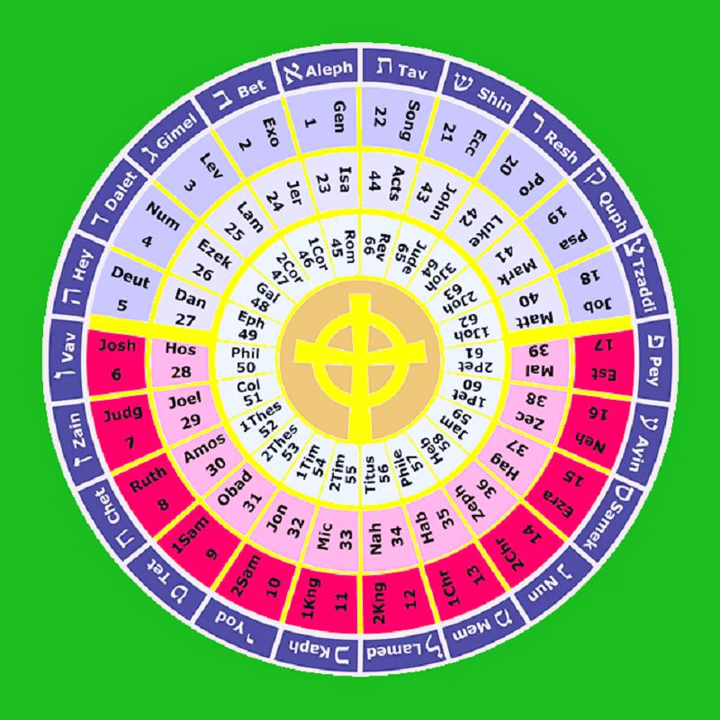 א Aleph
ב Bet
ג Gimel
ד Dalet
ה Hey
ו Vav
ז Zain
ח Chet
ט Tet
י Yod
כ Kaph
ל Lamed
מ Mem
נ Nun
ס Samek
ע Ayin
פ Pey
צ Tzaddi
ק Quph
ר Resh
ש Shin
ת Tav
Gen
1
Exo
2
Lev
3
Num
4
Deut
5
Josh
6
Judg
7
Ruth
8
1Sam
9
2Sam
10
1Kng
11
2Kng
12
1Chr
13
2Chr
14
Ezra
15
Neh
16
Est
17
Job
18
Psa
19
Pro
20
Ecc
21
Song
22
Isa
23
Jer
24
Lam
25
Ezek
26
Dan
27
Hos
28
Joel
29
Amos
30
Obad
31
Jon
32
Mic
33
Nah
34
Hab
35
Zeph
36
Hag
37
Zec
38
Mal
39
Matt
40
Mark
41
Luke
42
John
43
Acts
44
Rom
45
1Cor
46
2Cor
47
Gal
48
Eph
49
Phil
50
Col
51
1Thes
52
2Thes
53
1Tim
54
2Tim
55
Titus
56
Phile
57
Heb
58
Jam
59
1Pet
60
2Pet
61
1Joh
62
2Joh
63
3Joh
64
Jude
65
Rev
66